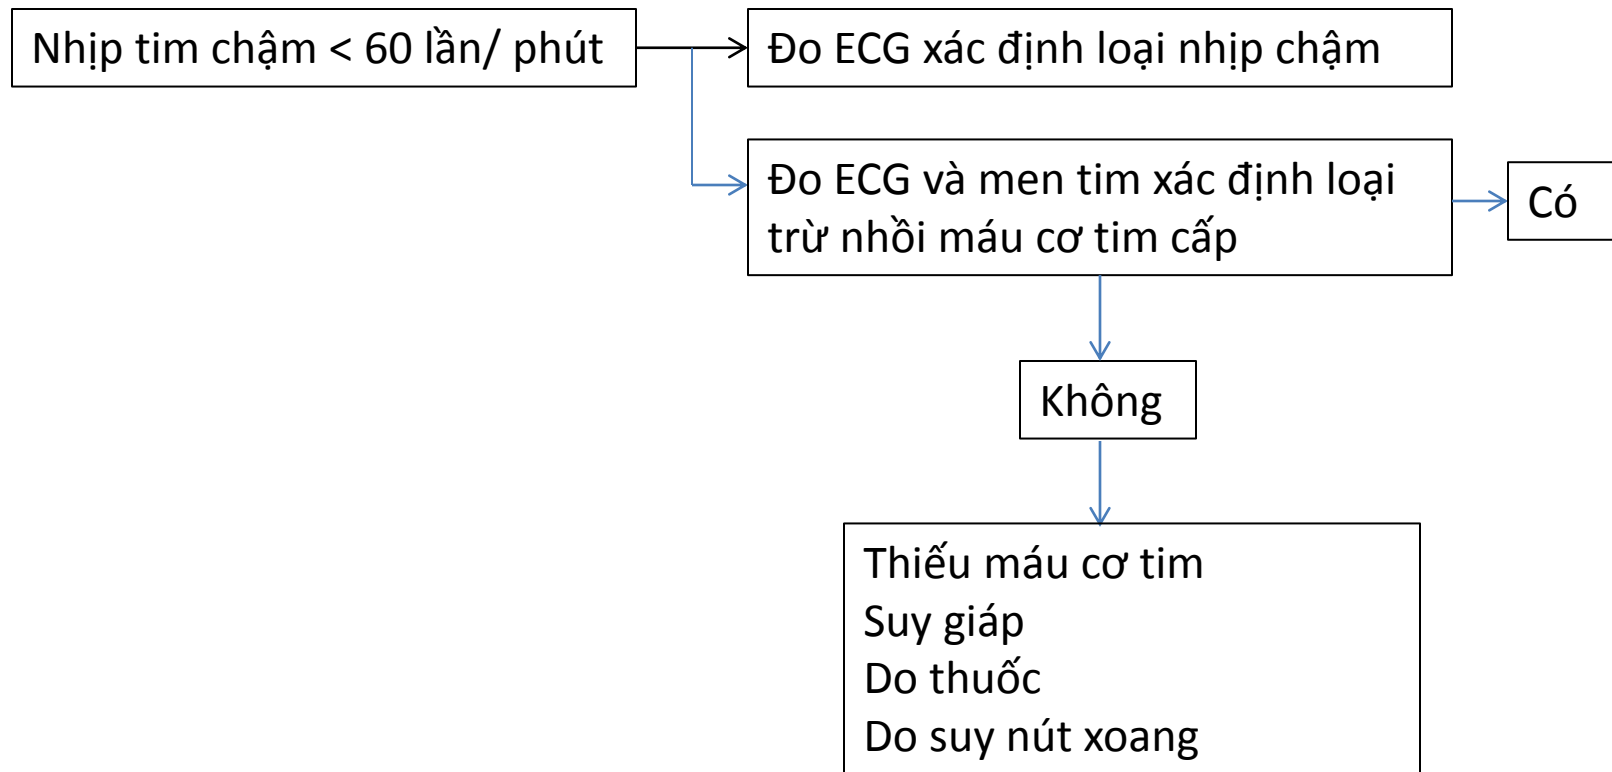 Nhịp tim chậm < 60 lần/ phút
Đo ECG xác định loại nhịp chậm
Đo ECG và men tim xác định loại
trừ nhồi máu cơ tim cấp
Có
Không
Thiếu máu cơ tim
Suy giáp
Do thuốc
Do suy nút xoang